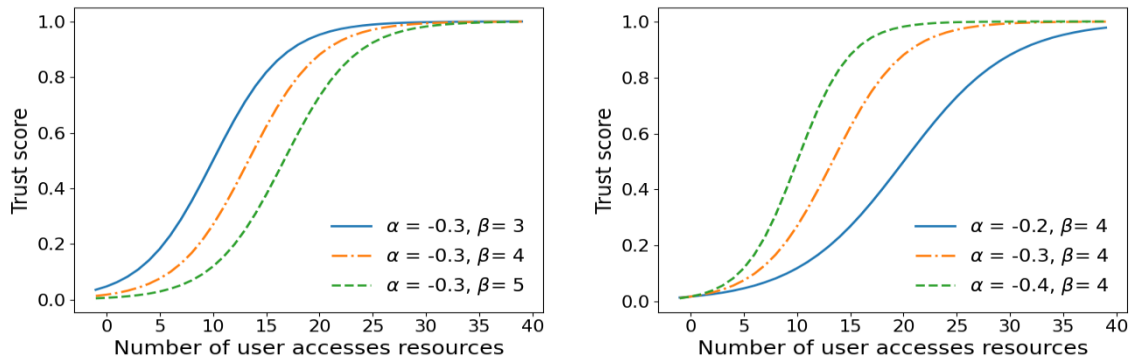 Trust score
1.0
0.8
0.6
0.4
0.2
0.0
α = -0.3, β= 3
α = -0.3, β= 4
α = -0.3, β= 5
0 5 10 15 20 25 30 35 40
Number of user accesses resources
Trust score
1.0
0.8
0.6
0.4
0.2
0.0
α = -0.2, β= 4
α = -0.3, β= 4
α = -0.4, β= 4
0 5 10 15 20 25 30 35 40
Number of user accesses resources